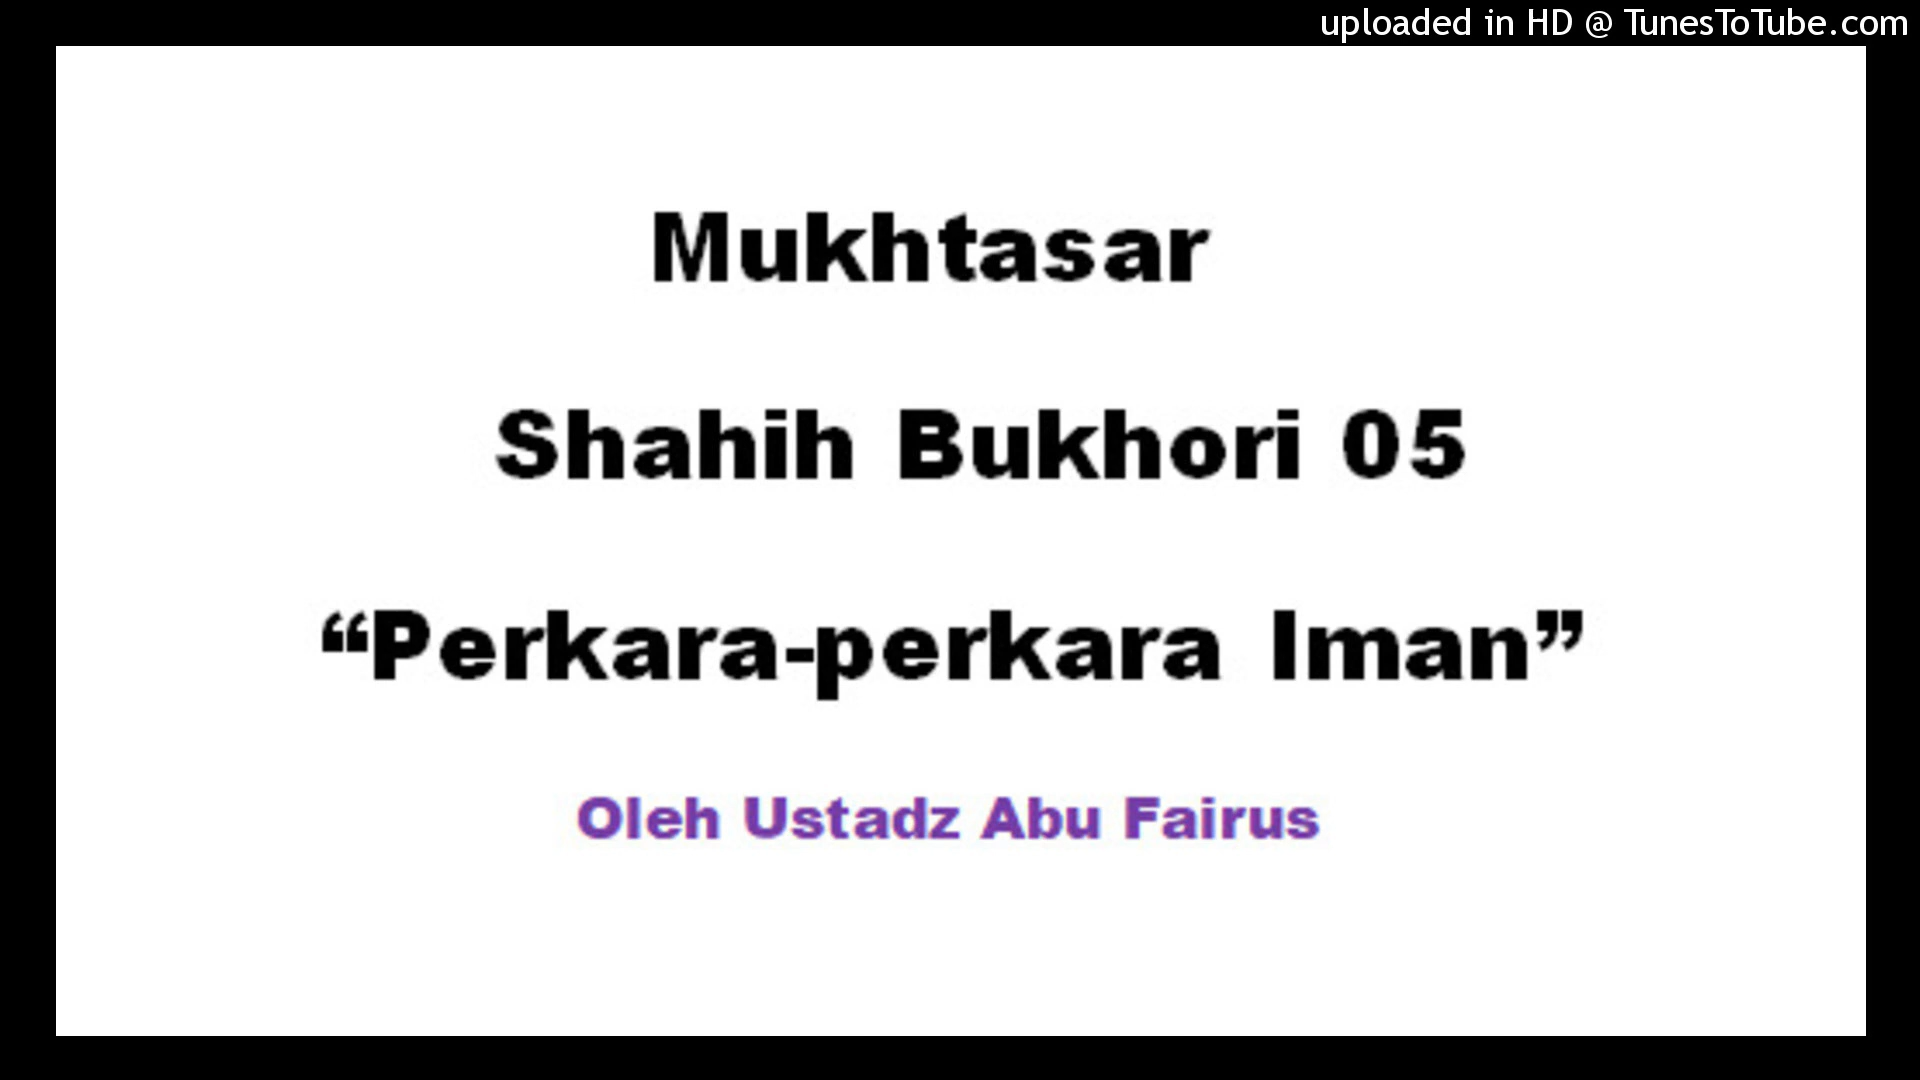 uploaded in HD @ TunesToTube.com
Mukhtasar
Shahih Bukhori 05
“Perkara-perkara Iman”
Oleh Ustadz Abu Fairus